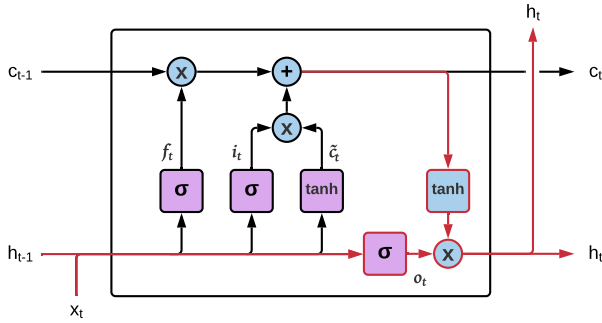 h_t
c_{t-1} x + c_t
x
f_t i_t c̃_t
σ σ tanh tanh
h_{t-1} σ x h_t
o_t
x_t